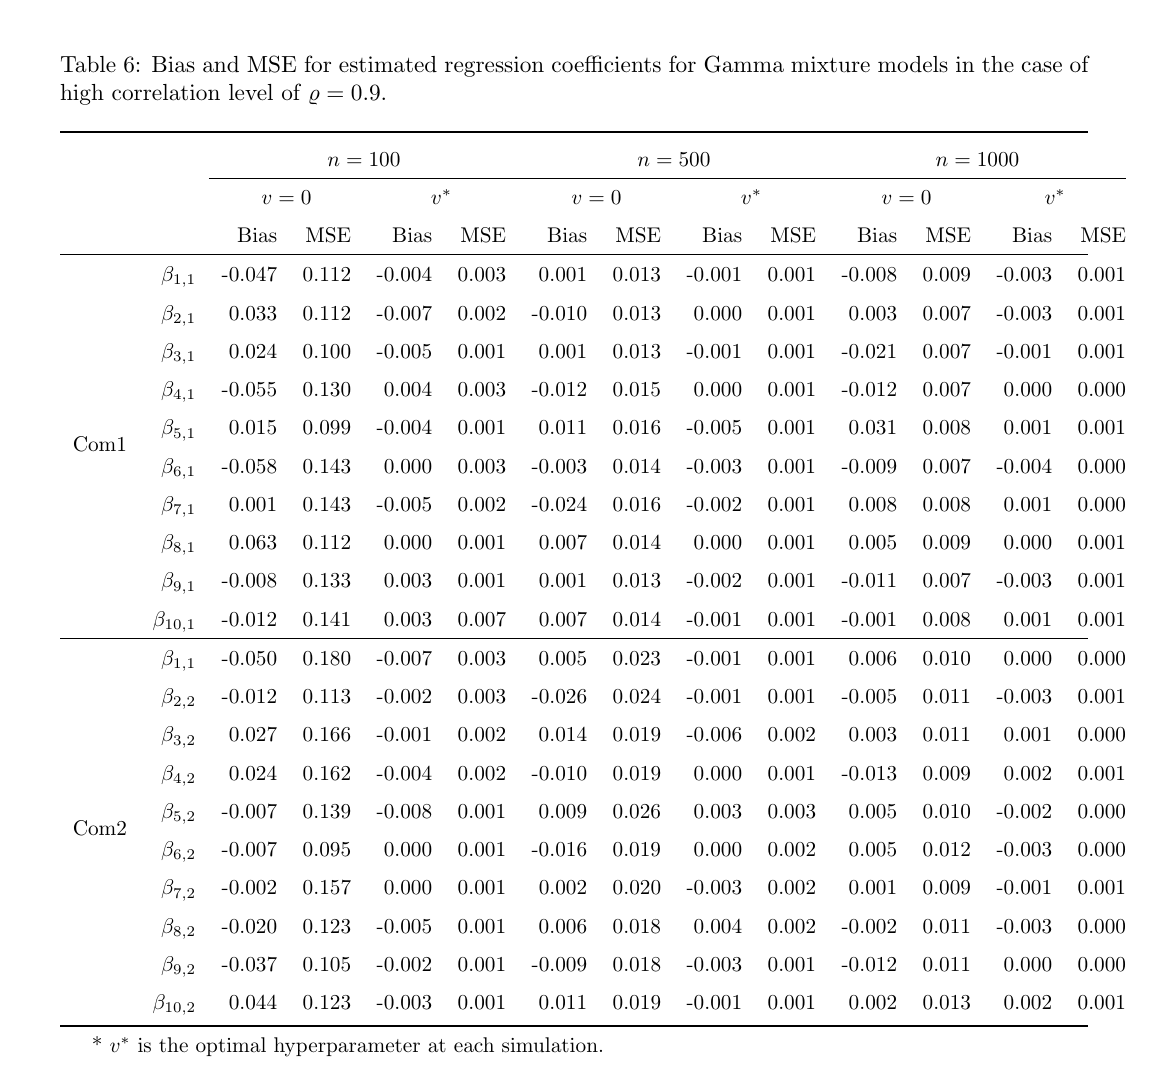 Table 6: Bias and MSE for estimated regression coefficients for Gamma mixture models in the case of
high correlation level of ϱ = 0.9.
n = 100 n = 500 n = 1000
v = 0 v* v = 0 v* v = 0 v*
Bias MSE Bias MSE Bias MSE Bias MSE Bias MSE Bias MSE
β1,1 -0.047 0.112 -0.004 0.003 0.001 0.013 -0.001 0.001 -0.008 0.009 -0.003 0.001
β2,1 0.033 0.112 -0.007 0.002 -0.010 0.013 0.000 0.001 0.003 0.007 -0.003 0.001
β3,1 0.024 0.100 -0.005 0.001 0.001 0.013 -0.001 0.001 -0.021 0.007 -0.001 0.001
β4,1 -0.055 0.130 0.004 0.003 -0.012 0.015 0.000 0.001 -0.012 0.007 0.000 0.000
β5,1 0.015 0.099 -0.004 0.001 0.011 0.016 -0.005 0.001 0.031 0.008 0.001 0.001
Com1
β6,1 -0.058 0.143 0.000 0.003 -0.003 0.014 -0.003 0.001 -0.009 0.007 -0.004 0.000
β7,1 0.001 0.143 -0.005 0.002 -0.024 0.016 -0.002 0.001 0.008 0.008 0.001 0.000
β8,1 0.063 0.112 0.000 0.001 0.007 0.014 0.000 0.001 0.005 0.009 0.000 0.001
β9,1 -0.008 0.133 0.003 0.001 0.001 0.013 -0.002 0.001 -0.011 0.007 -0.003 0.001
β10,1 -0.012 0.141 0.003 0.007 0.007 0.014 -0.001 0.001 -0.001 0.008 0.001 0.001
β1,1 -0.050 0.180 -0.007 0.003 0.005 0.023 -0.001 0.001 0.006 0.010 0.000 0.000
β2,2 -0.012 0.113 -0.002 0.003 -0.026 0.024 -0.001 0.001 -0.005 0.011 -0.003 0.001
β3,2 0.027 0.166 -0.001 0.002 0.014 0.019 -0.006 0.002 0.003 0.011 0.001 0.000
β4,2 0.024 0.162 -0.004 0.002 -0.010 0.019 0.000 0.001 -0.013 0.009 0.002 0.001
β5,2 -0.007 0.139 -0.008 0.001 0.009 0.026 0.003 0.003 0.005 0.010 -0.002 0.000
Com2
β6,2 -0.007 0.095 0.000 0.001 -0.016 0.019 0.000 0.002 0.005 0.012 -0.003 0.000
β7,2 -0.002 0.157 0.000 0.001 0.002 0.020 -0.003 0.002 0.001 0.009 -0.001 0.001
β8,2 -0.020 0.123 -0.005 0.001 0.006 0.018 0.004 0.002 -0.002 0.011 -0.003 0.000
β9,2 -0.037 0.105 -0.002 0.001 -0.009 0.018 -0.003 0.001 -0.012 0.011 0.000 0.000
β10,2 0.044 0.123 -0.003 0.001 0.011 0.019 -0.001 0.001 0.002 0.013 0.002 0.001
* v* is the optimal hyperparameter at each simulation.